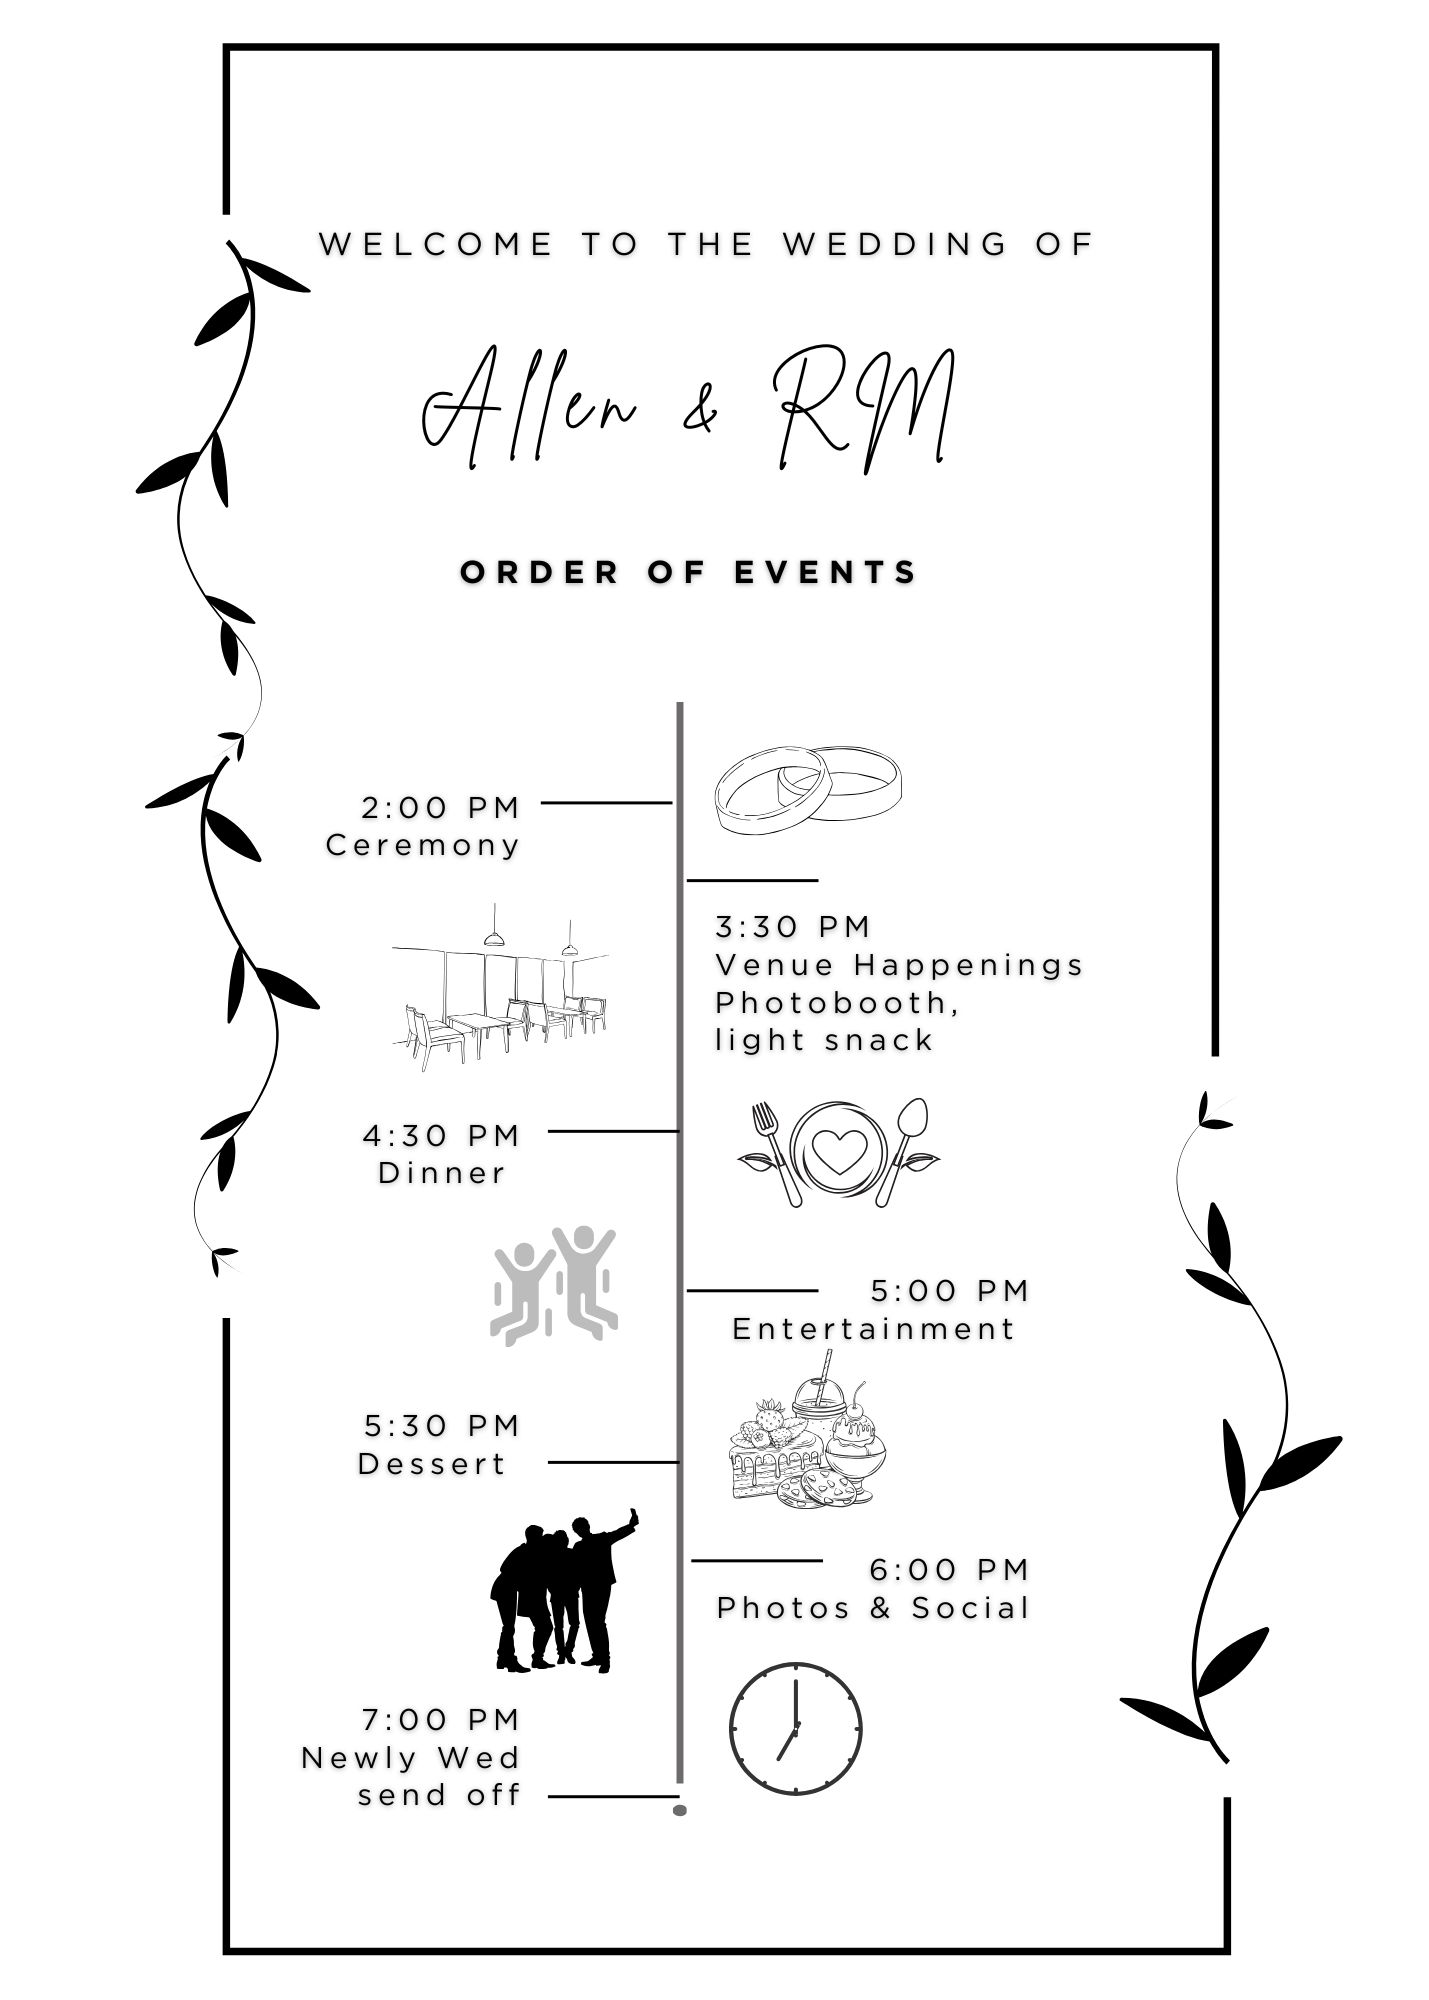 WELCOME TO THE WEDDING OF
Allen & RM
ORDER OF EVENTS
2:00 PM
Ceremony
3:30 PM
Venue Happenings
Photobooth,
light snack
4:30 PM
Dinner
5:00 PM
Entertainment
5:30 PM
Dessert
6:00 PM
Photos & Social
7:00 PM
Newly Wed
send off